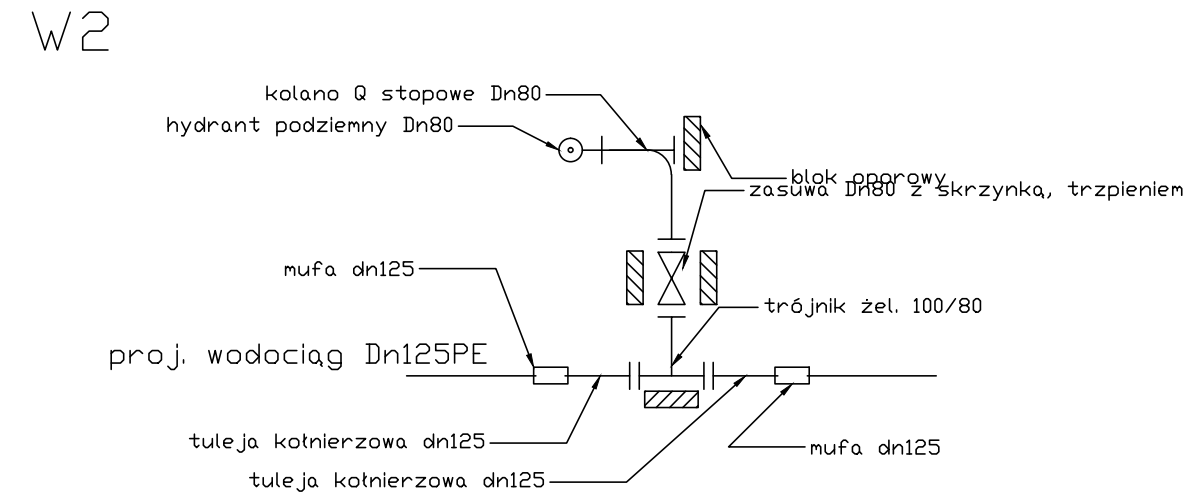 W2
kolano Q stopowe Dn80
hydrant podziemny Dn80
blok oporowy
zasuwa Dn80 z skrzynką, trzpieniem
mufa dn125
trójnik żel. 100/80
proj. wodociąg Dn125PE
tuleja kołnierzowa dn125
mufa dn125
tuleja kołnierzowa dn125